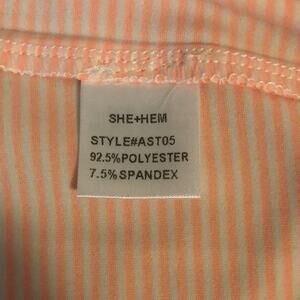 SHE+HEM
STYLE#AST05
92.5%POLYESTER
7.5%SPANDEX